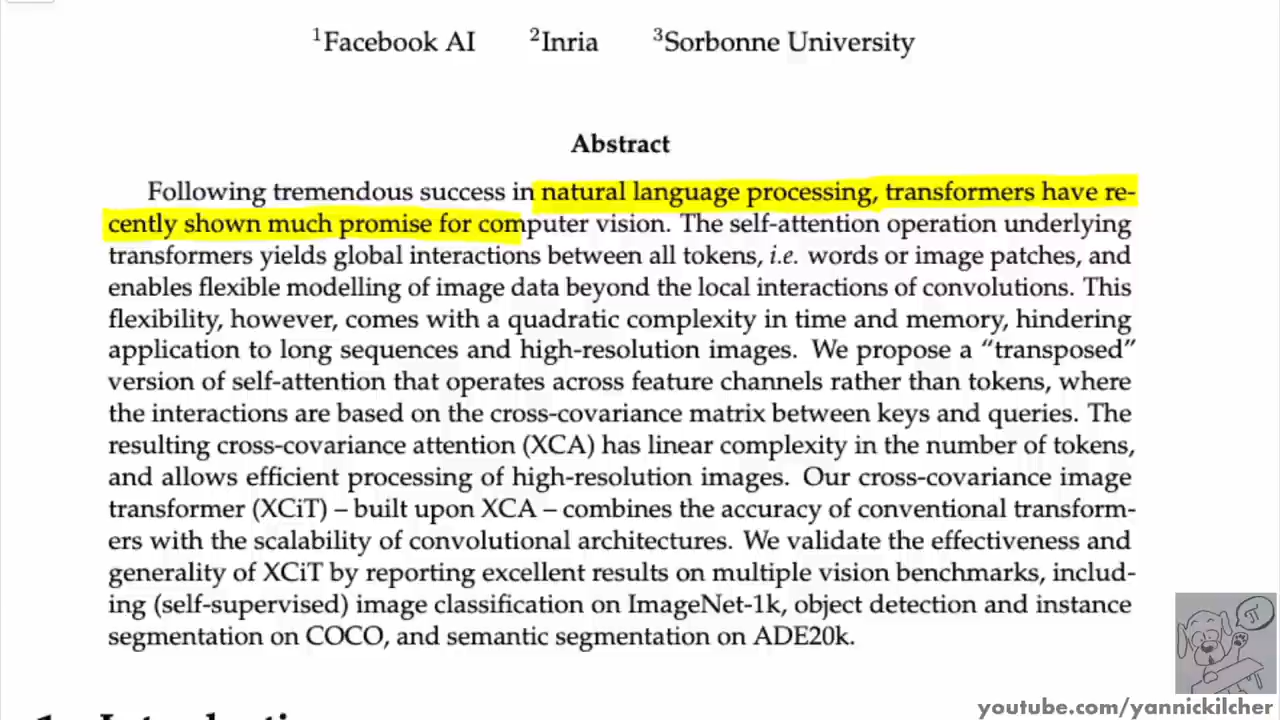 ¹Facebook AI ²Inria ³Sorbonne University
Abstract
Following tremendous success in natural language processing, transformers have re-
cently shown much promise for computer vision. The self-attention operation underlying
transformers yields global interactions between all tokens, i.e. words or image patches, and
enables flexible modelling of image data beyond the local interactions of convolutions. This
flexibility, however, comes with a quadratic complexity in time and memory, hindering
application to long sequences and high-resolution images. We propose a “transposed”
version of self-attention that operates across feature channels rather than tokens, where
the interactions are based on the cross-covariance matrix between keys and queries. The
resulting cross-covariance attention (XCA) has linear complexity in the number of tokens,
and allows efficient processing of high-resolution images. Our cross-covariance image
transformer (XCiT) – built upon XCA – combines the accuracy of conventional transform-
ers with the scalability of convolutional architectures. We validate the effectiveness and
generality of XCiT by reporting excellent results on multiple vision benchmarks, includ-
ing (self-supervised) image classification on ImageNet-1k, object detection and instance
segmentation on COCO, and semantic segmentation on ADE20k.
π
youtube.com/yannickilcher